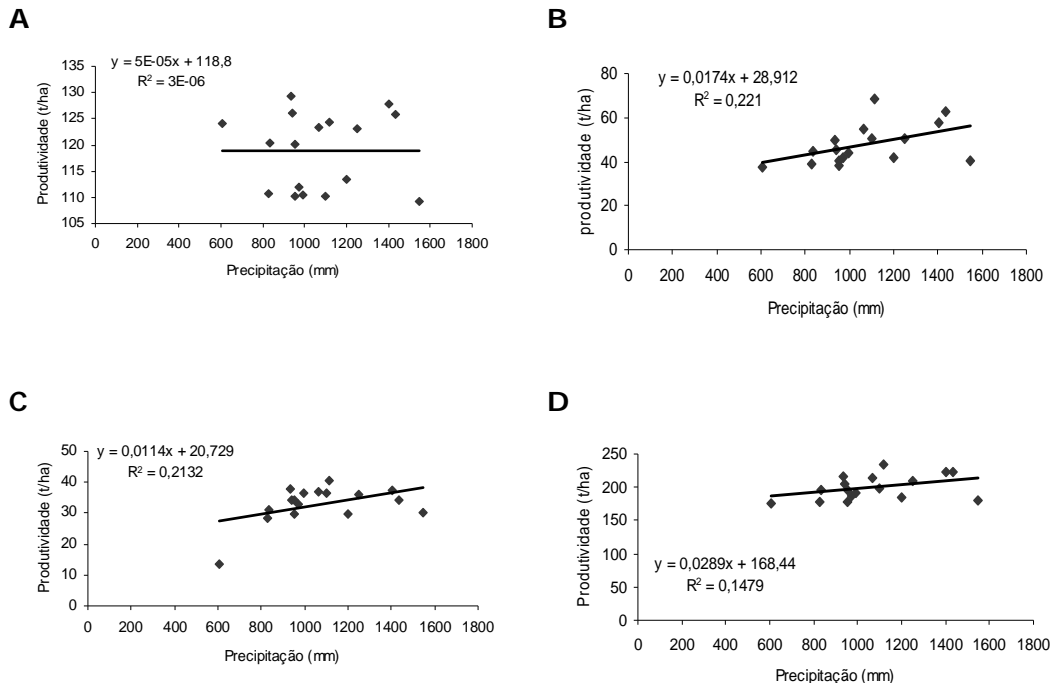 A
y = 5E-05x + 118,8
R² = 3E-06
Produtividade (t/ha)
135
130
125
120
115
110
105
0 200 400 600 800 1000 1200 1400 1600 1800
Precipitação (mm)
B
y = 0,0174x + 28,912
R² = 0,221
produtividade (t/ha)
80
60
40
20
0
0 200 400 600 800 1000 1200 1400 1600 1800
Precipitação (mm)
C
y = 0,0114x + 20,729
R² = 0,2132
Produtividade (t/ha)
50
40
30
20
10
0
0 200 400 600 800 1000 1200 1400 1600 1800
Precipitação (mm)
D
Produtividade (t/ha)
250
200
150
100
50
0
y = 0,0289x + 168,44
R² = 0,1479
0 200 400 600 800 1000 1200 1400 1600 1800
Precipitação (mm)